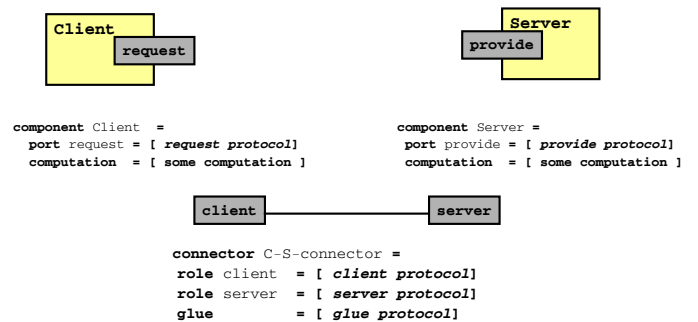 Client
request
Server
provide
component Client =
port request = [ request protocol]
computation = [ some computation ]
component Server =
port provide = [ provide protocol]
computation = [ some computation ]
client
server
connector C-S-connector =
role client = [ client protocol]
role server = [ server protocol]
glue = [ glue protocol]